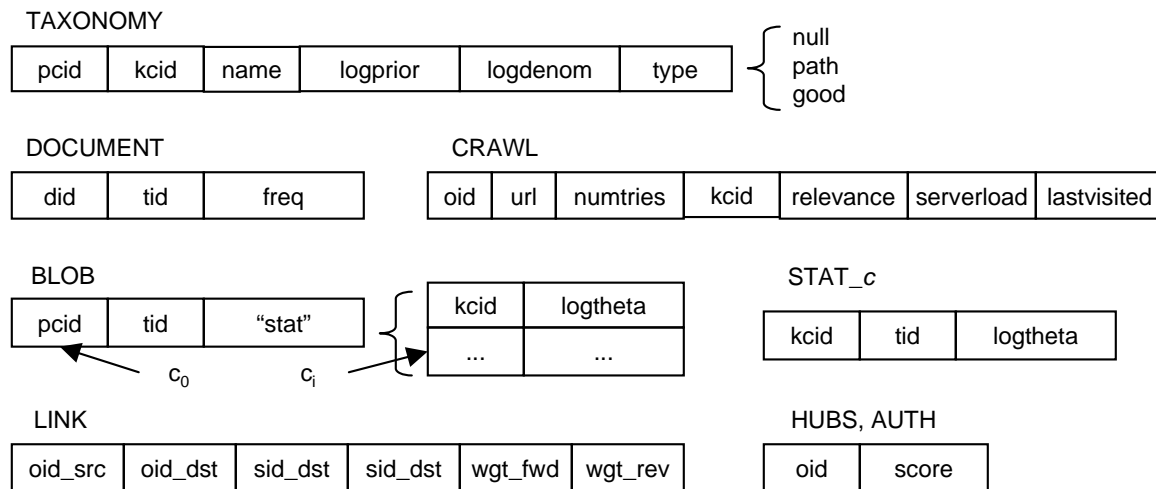 TAXONOMY
pcid kcid name logprior logdenom type
null
path
good
DOCUMENT
did tid freq
CRAWL
oid url numtries kcid relevance serverload lastvisited
BLOB
pcid tid “stat”
kcid logtheta
... ...
c0 ci
STAT_c
kcid tid logtheta
LINK
oid_src oid_dst sid_dst sid_dst wgt_fwd wgt_rev
HUBS, AUTH
oid score